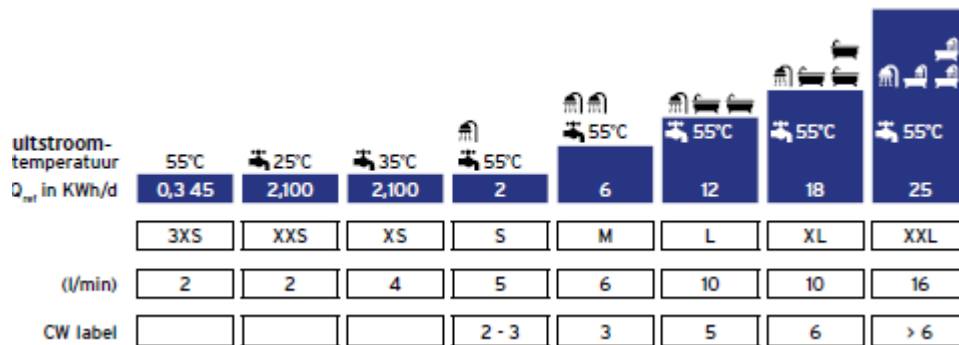 55°C 55°C 55°C 55°C
uitstroom-
temperatuur 55°C 25°C 35°C 55°C
Qref in KWh/d 0,3 45 2,100 2,100 2 6 12 18 25
3XS XXS XS S M L XL XXL
(l/min) 2 2 4 5 6 10 10 16
CW label 2 - 3 3 5 6 > 6